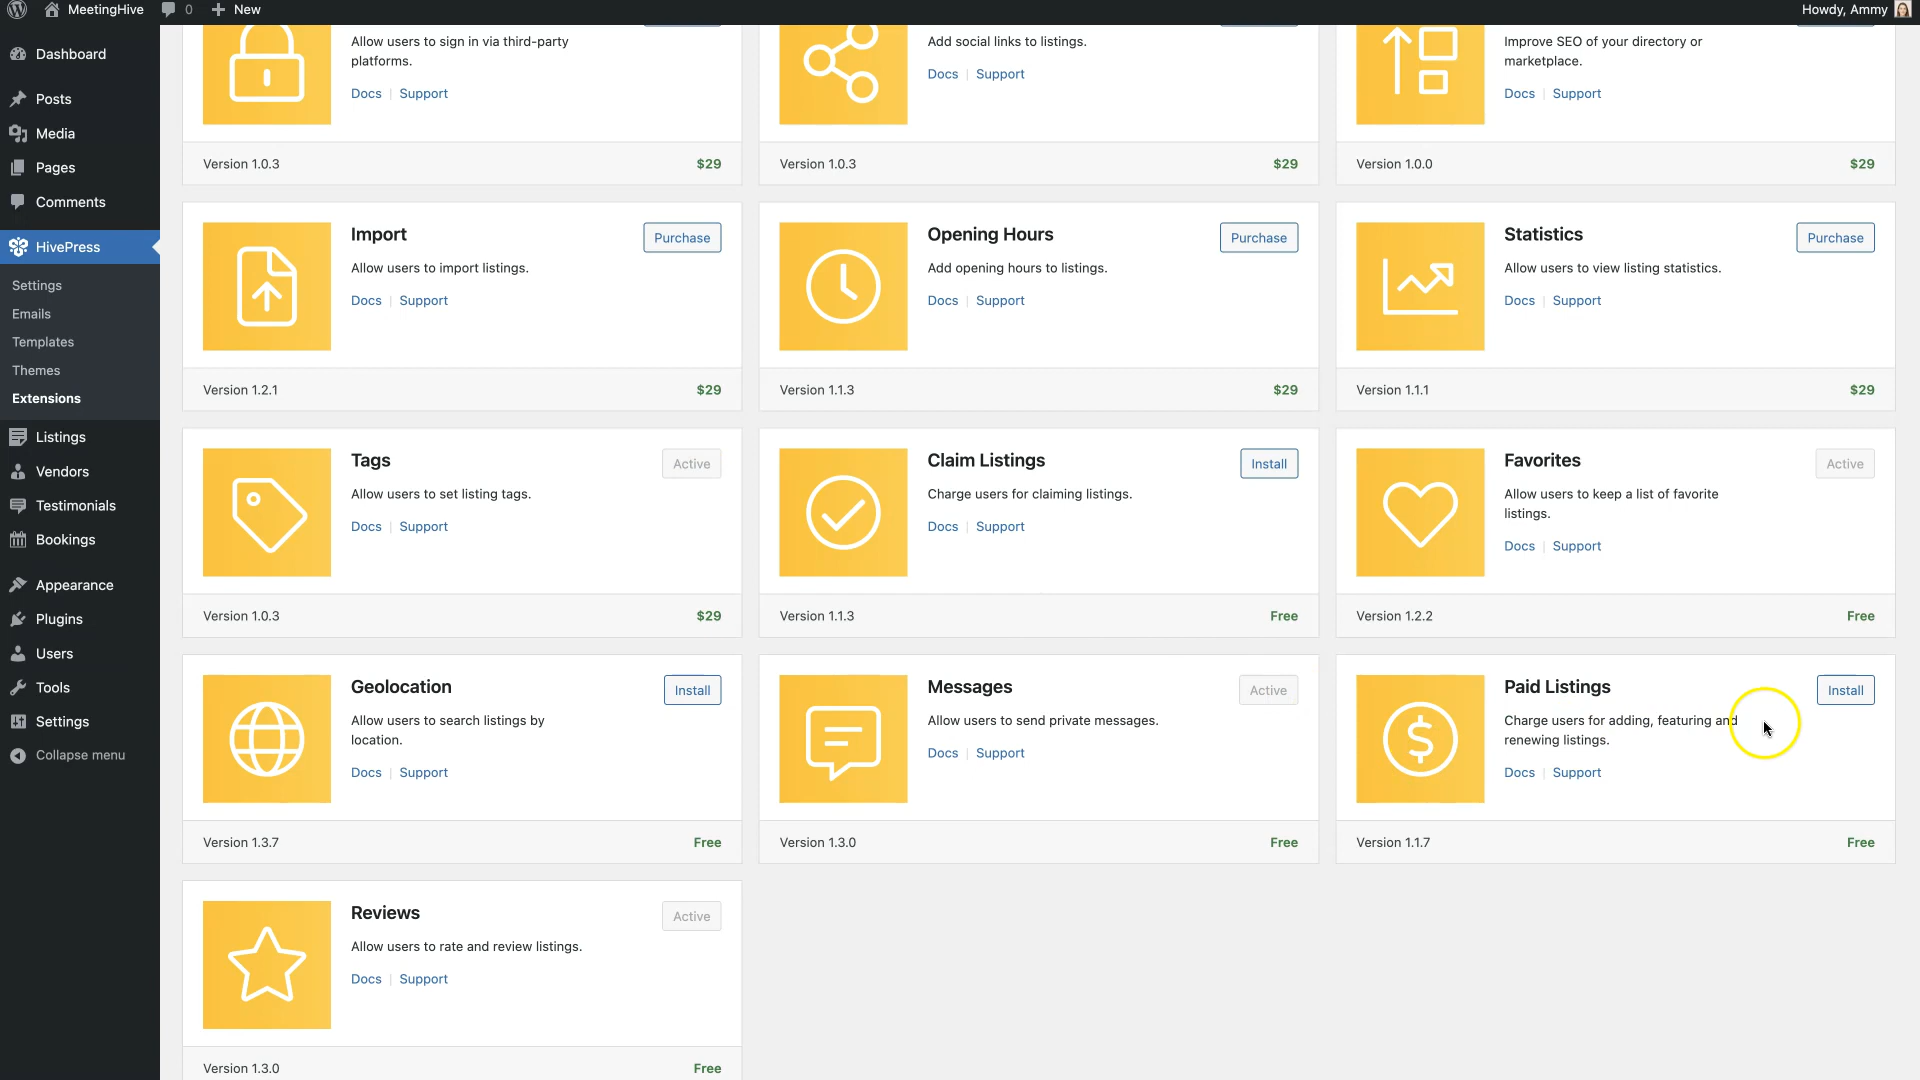 MeetingHive
0
New
Howdy, Ammy
Dashboard
Posts
Media
Pages
Comments
HivePress
Settings
Emails
Templates
Themes
Extensions
Listings
Vendors
Testimonials
Bookings
Appearance
Plugins
Users
Tools
Settings
Collapse menu
Allow users to sign in via third-party
platforms.
Docs | Support
Version 1.0.3 $29
Add social links to listings.
Docs | Support
Version 1.0.3 $29
Improve SEO of your directory or
marketplace.
Docs | Support
Version 1.0.0 $29
Import
Purchase
Allow users to import listings.
Docs | Support
Version 1.2.1 $29
Opening Hours
Purchase
Add opening hours to listings.
Docs | Support
Version 1.1.3 $29
Statistics
Purchase
Allow users to view listing statistics.
Docs | Support
Version 1.1.1 $29
Tags
Active
Allow users to set listing tags.
Docs | Support
Version 1.0.3 $29
Claim Listings
Install
Charge users for claiming listings.
Docs | Support
Version 1.1.3 Free
Favorites
Active
Allow users to keep a list of favorite
listings.
Docs | Support
Version 1.2.2 Free
Geolocation
Install
Allow users to search listings by
location.
Docs | Support
Version 1.3.7 Free
Messages
Active
Allow users to send private messages.
Docs | Support
Version 1.3.0 Free
Paid Listings
Install
Charge users for adding, featuring and
renewing listings.
Docs | Support
Version 1.1.7 Free
Reviews
Active
Allow users to rate and review listings.
Docs | Support
Version 1.3.0 Free